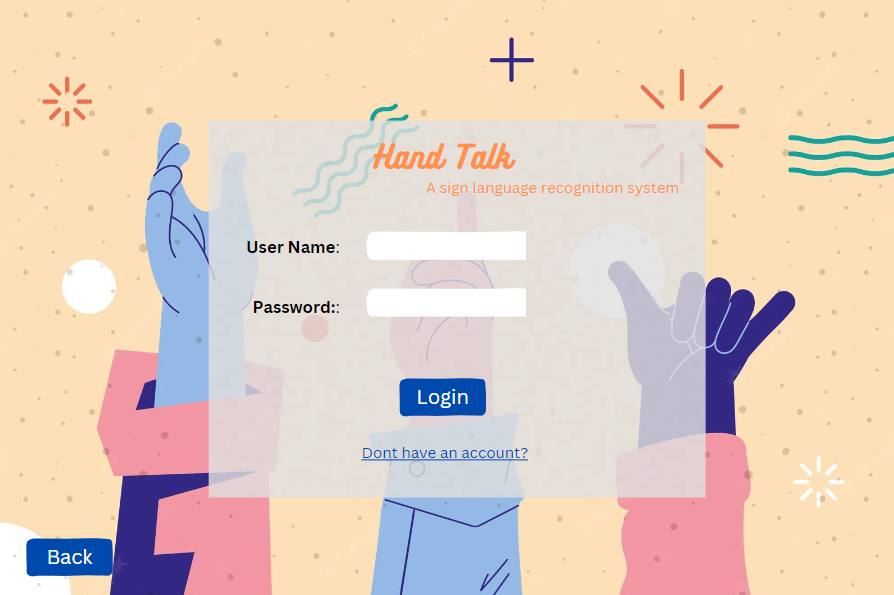 Hand Talk
A sign language recognition system
User Name:
Password::
Login
Dont have an account?
Back